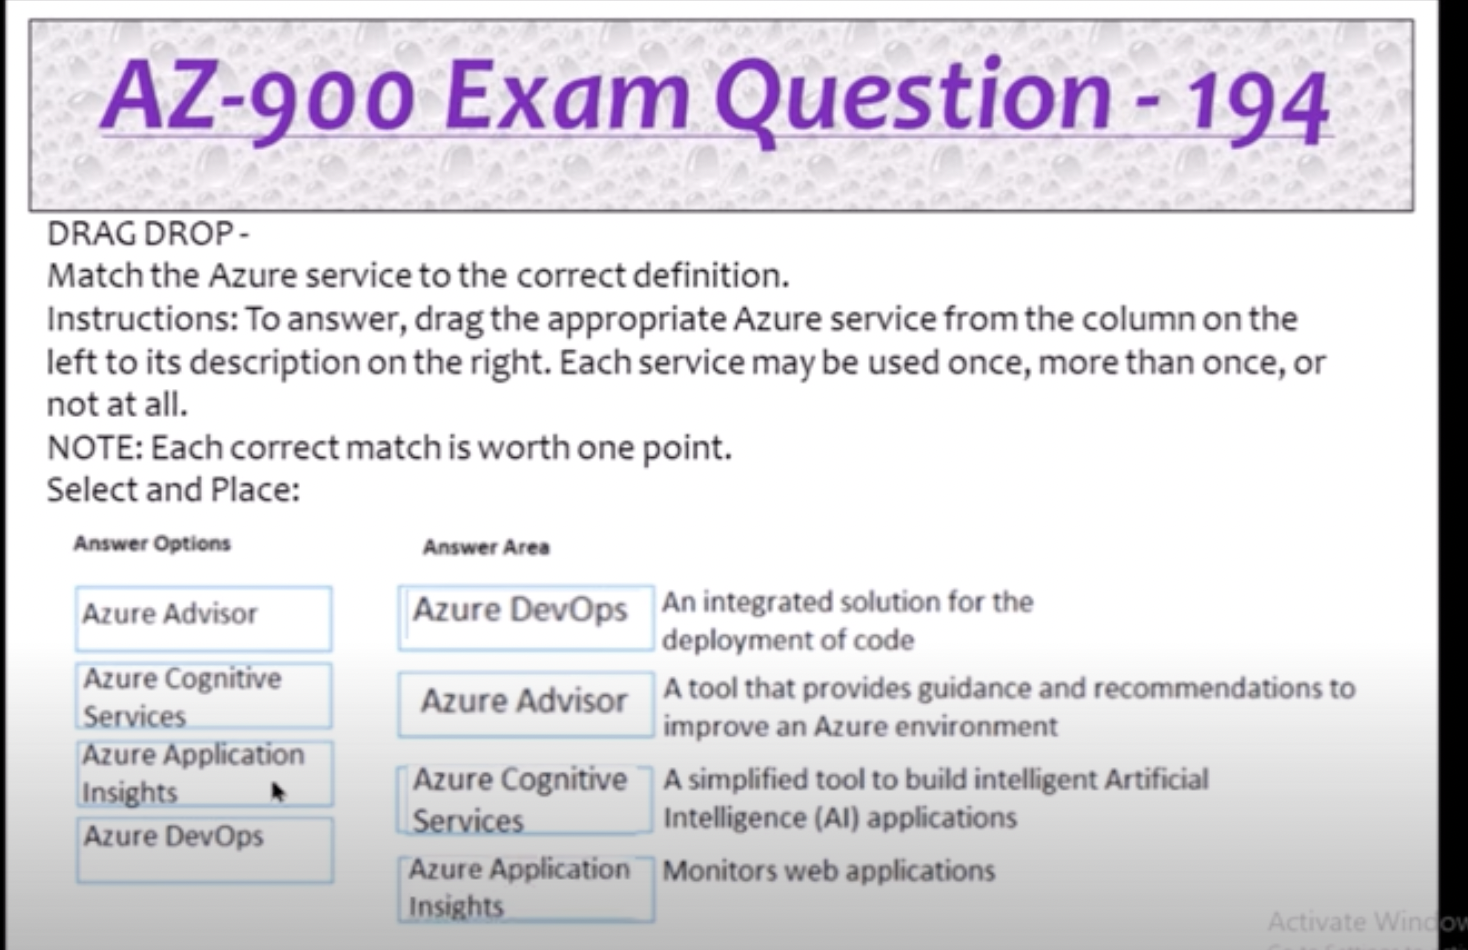 AZ-900 Exam Question - 194
DRAG DROP -
Match the Azure service to the correct definition.
Instructions: To answer, drag the appropriate Azure service from the column on the
left to its description on the right. Each service may be used once, more than once, or
not at all.
NOTE: Each correct match is worth one point.
Select and Place:
Answer Options
Answer Area
Azure Advisor
Azure Cognitive
Services
Azure Application
Insights
Azure DevOps
Azure DevOps
An integrated solution for the
deployment of code
Azure Advisor
A tool that provides guidance and recommendations to
improve an Azure environment
Azure Cognitive
Services
A simplified tool to build intelligent Artificial
Intelligence (AI) applications
Azure Application
Insights
Monitors web applications
Activate Window